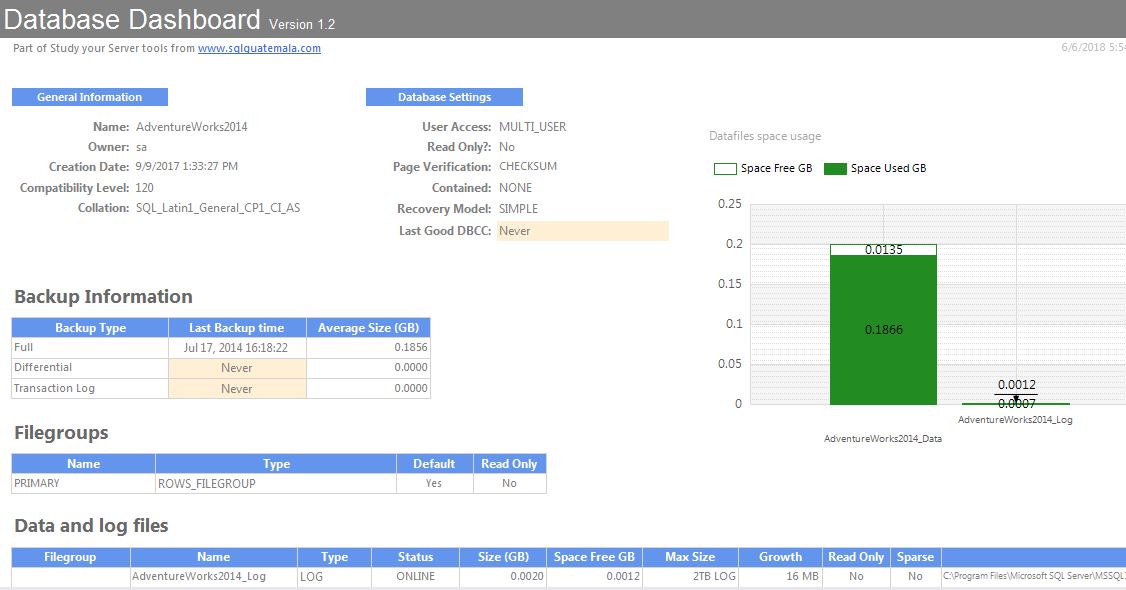 Database Dashboard Version 1.2
Part of Study your Server tools from www.sqlguatemala.com
6/6/2018 5:54
General Information
Name: AdventureWorks2014
Owner: sa
Creation Date: 9/9/2017 1:33:27 PM
Compatibility Level: 120
Collation: SQL_Latin1_General_CP1_CI_AS
Database Settings
User Access: MULTI_USER
Read Only?: No
Page Verification: CHECKSUM
Contained: NONE
Recovery Model: SIMPLE
Last Good DBCC: Never
Datafiles space usage
Space Free GB Space Used GB
0.25
0.2
0.15
0.1
0.05
0
0.0135
0.1866
0.0012
0.0007
AdventureWorks2014_Log
AdventureWorks2014_Data
Backup Information
Backup Type Last Backup time Average Size (GB)
Full Jul 17, 2014 16:18:22 0.1856
Differential Never 0.0000
Transaction Log Never 0.0000
Filegroups
Name Type Default Read Only
PRIMARY ROWS_FILEGROUP Yes No
Data and log files
Filegroup Name Type Status Size (GB) Space Free GB Max Size Growth Read Only Sparse
AdventureWorks2014_Log LOG ONLINE 0.0020 0.0012 2TB LOG 16 MB No No C:\Program Files\Microsoft SQL Server\MSSQL